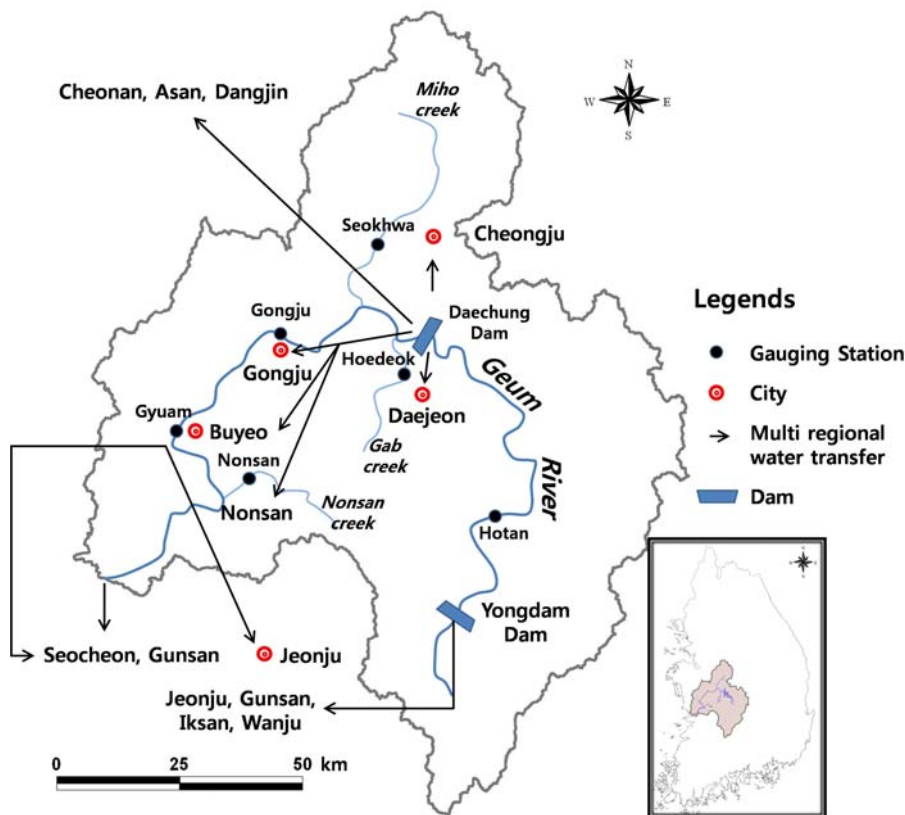 Cheonan, Asan, Dangjin
Miho
creek
N
W
E
S
Seokhwa
Cheongju
Gongju
Daechung
Dam
Legends
Hoedeok
Gongju
Geum
River
Gauging Station
City
Daejeon
Gyuam
Buyeo
Multi regional
water transfer
Gab
creek
Nonsan
Nonsan
Nonsan
creek
Dam
Hotan
Yongdam
Dam
Seocheon, Gunsan
Jeonju
Jeonju, Gunsan,
Iksan, Wanju
0 25 50 km